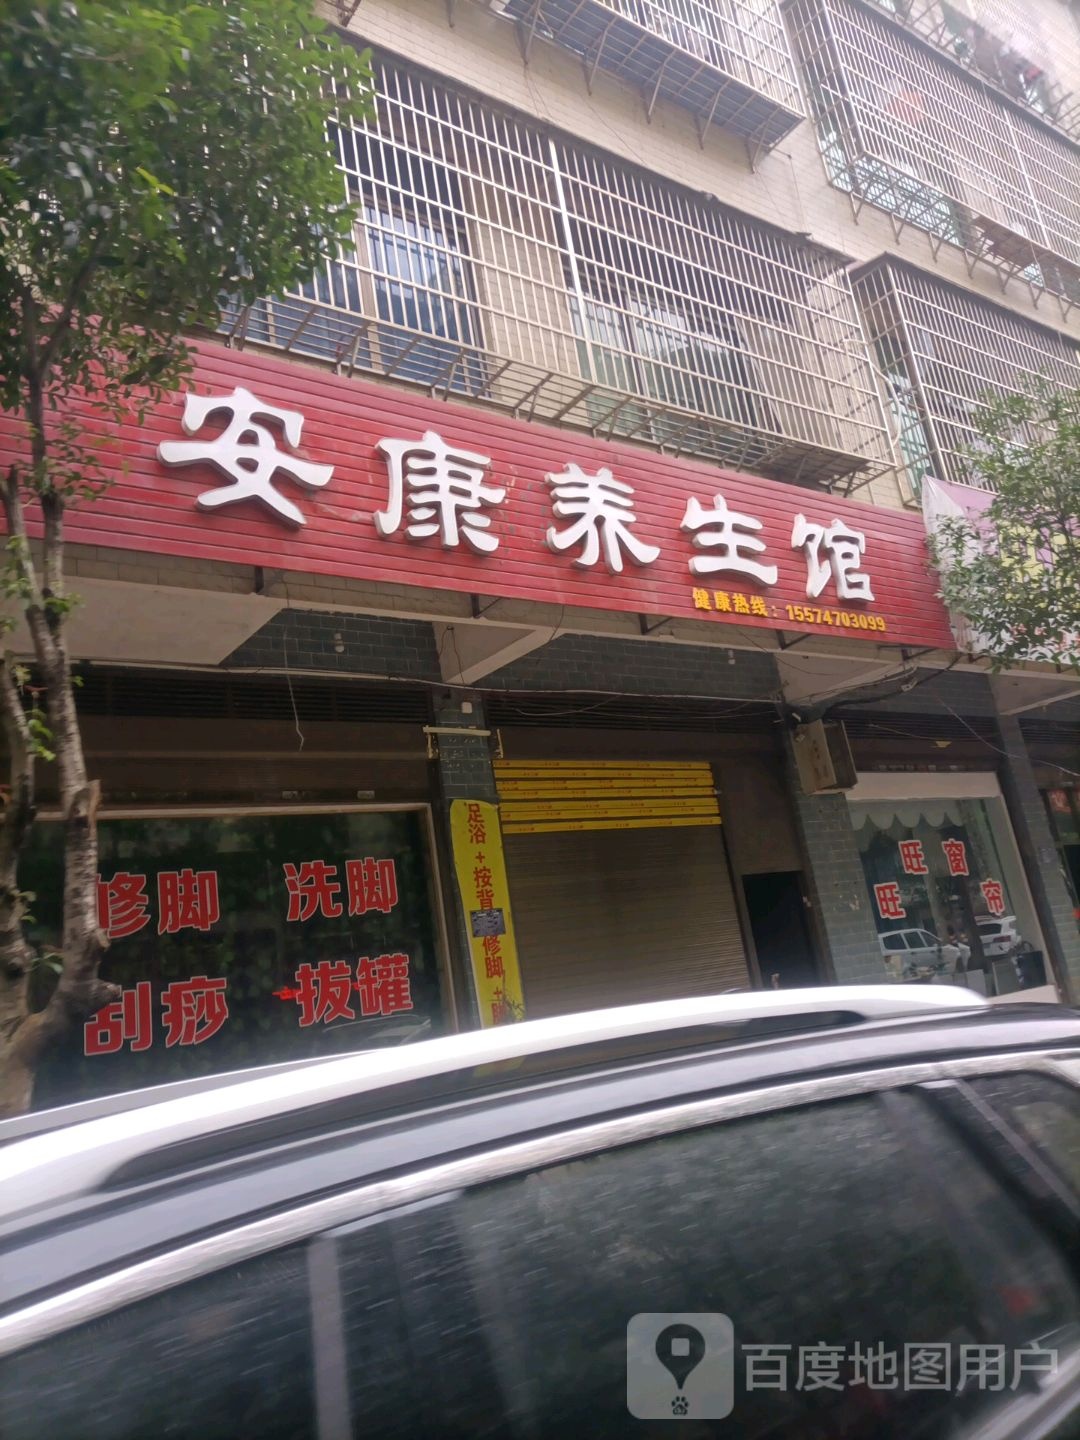 安康养生馆
健康热线：15574703099
修脚 洗脚
刮痧 拔罐
足浴+按背 修脚+
旺旺窗帘
百度地图用户